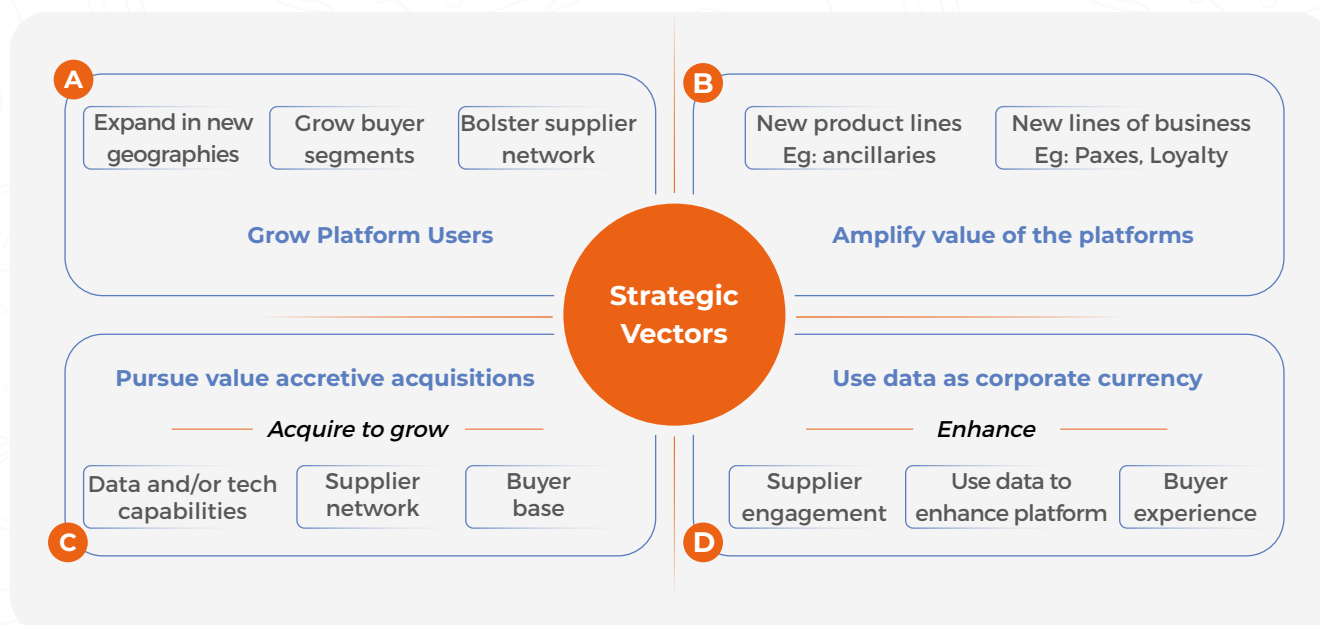 A
Expand in new
geographies
Grow buyer
segments
Bolster supplier
network
Grow Platform Users
B
New product lines
Eg: ancillaries
New lines of business
Eg: Paxes, Loyalty
Amplify value of the platforms
Strategic
Vectors
Pursue value accretive acquisitions
Acquire to grow
Data and/or tech
capabilities
Supplier
network
Buyer
base
C
Use data as corporate currency
Enhance
Supplier
engagement
Use data to
enhance platform
Buyer
experience
D